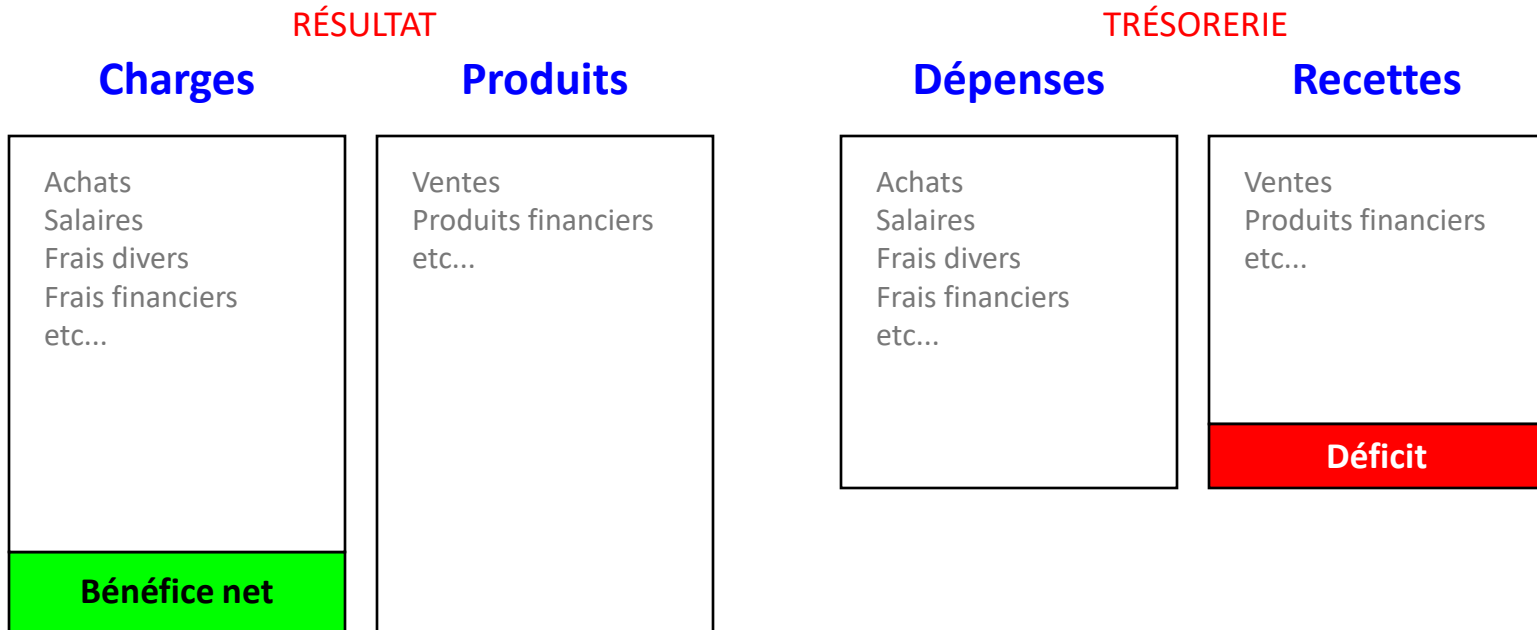 RÉSULTAT
Charges
Produits
Achats
Salaires
Frais divers
Frais financiers
etc...
Bénéfice net
Ventes
Produits financiers
etc...
TRÉSORERIE
Dépenses
Recettes
Achats
Salaires
Frais divers
Frais financiers
etc...
Ventes
Produits financiers
etc...
Déficit